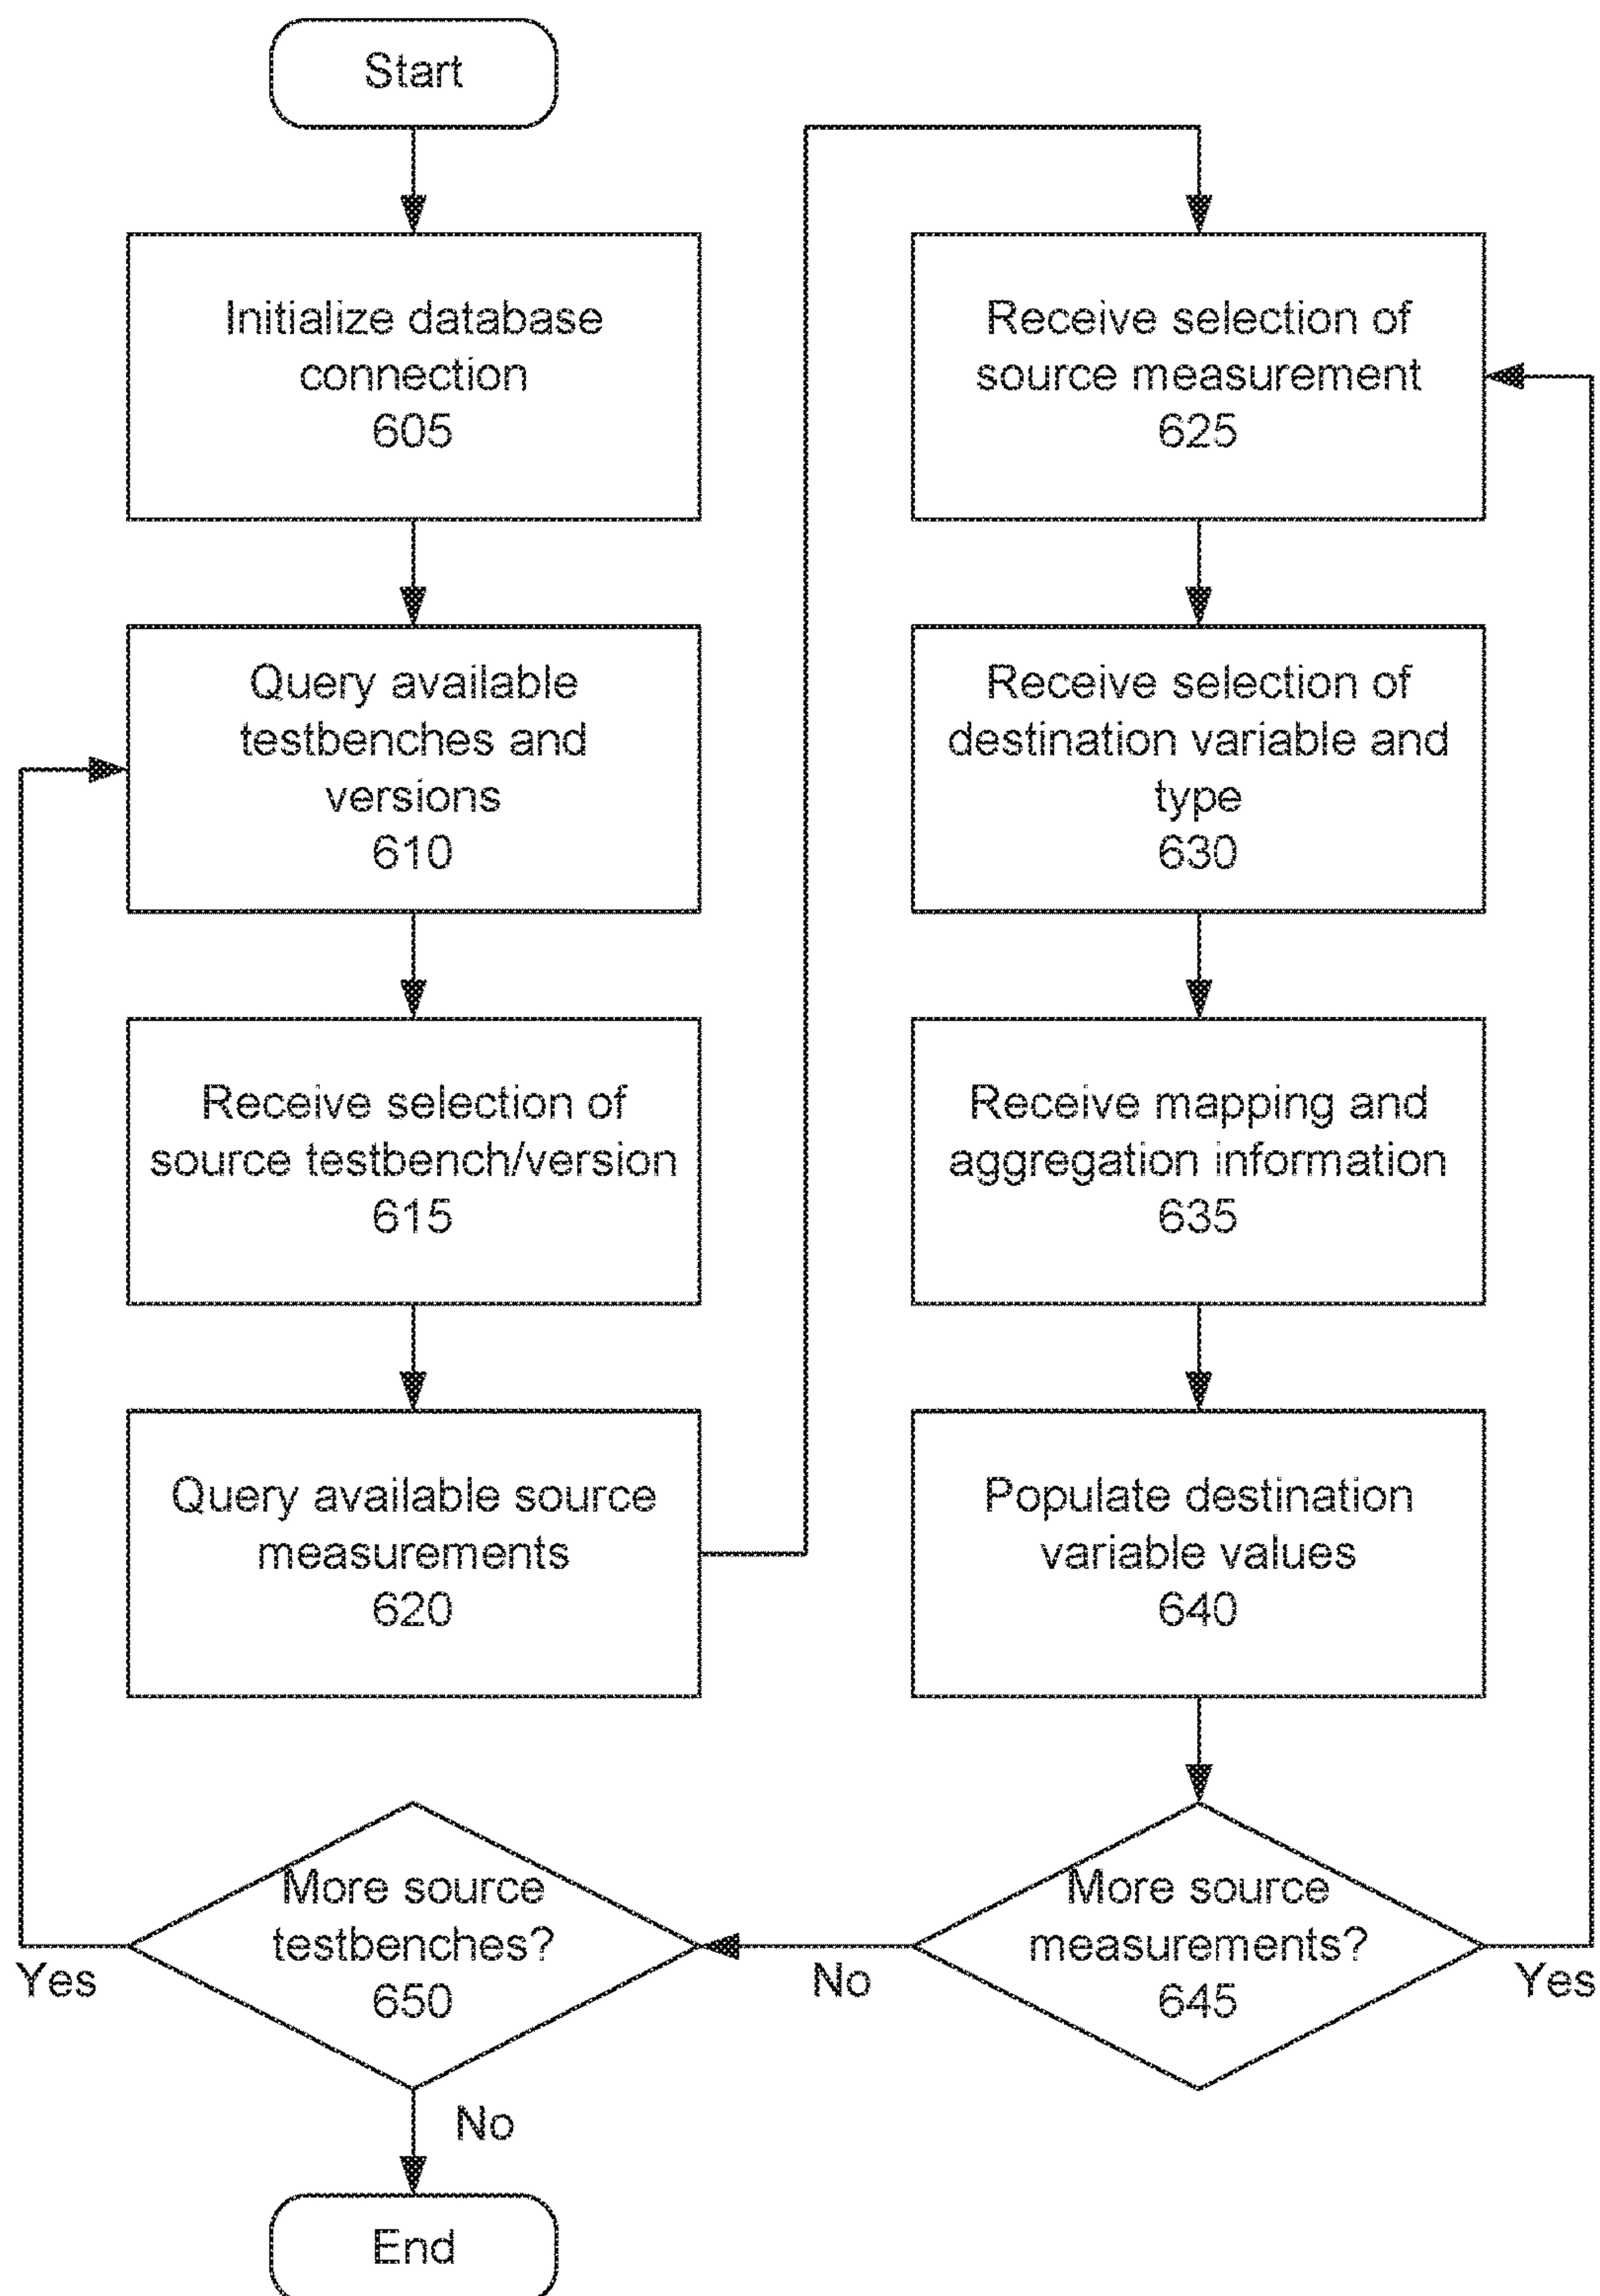 Start
Initialize database
connection
605
Query available
testbenches and
versions
610
Receive selection of
source testbench/version
615
Query available source
measurements
620
Receive selection of
source measurement
625
Receive selection of
destination variable and
type
630
Receive mapping and
aggregation information
635
Populate destination
variable values
640
More source
measurements?
645
Yes
No
More source
testbenches?
650
Yes
No
End